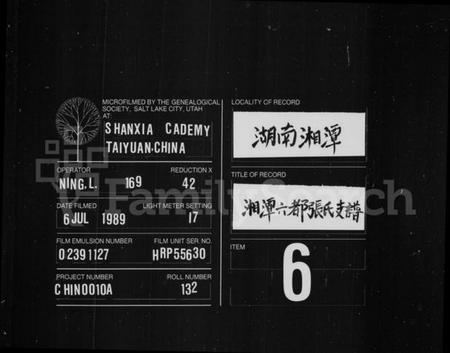 MICROFILMED BY THE GENEALOGICAL
SOCIETY, SALT LAKE CITY, UTAH
AT:
SHANXIA CADEMY
TAIYUAN-CHINA
OPERATOR REDUCTION X
NING.L. 169 42
DATE FILMED LIGHT METER SETTING
6 JUL 1989 17
FILM EMULSION NUMBER FILM UNIT SER. NO.
02391127 HRP55630
PROJECT NUMBER ROLL NUMBER
CHIN0010A 132
LOCALITY OF RECORD
湖南湘潭
TITLE OF RECORD
湘潭六都張氏支譜
ITEM
6
FamilySearch